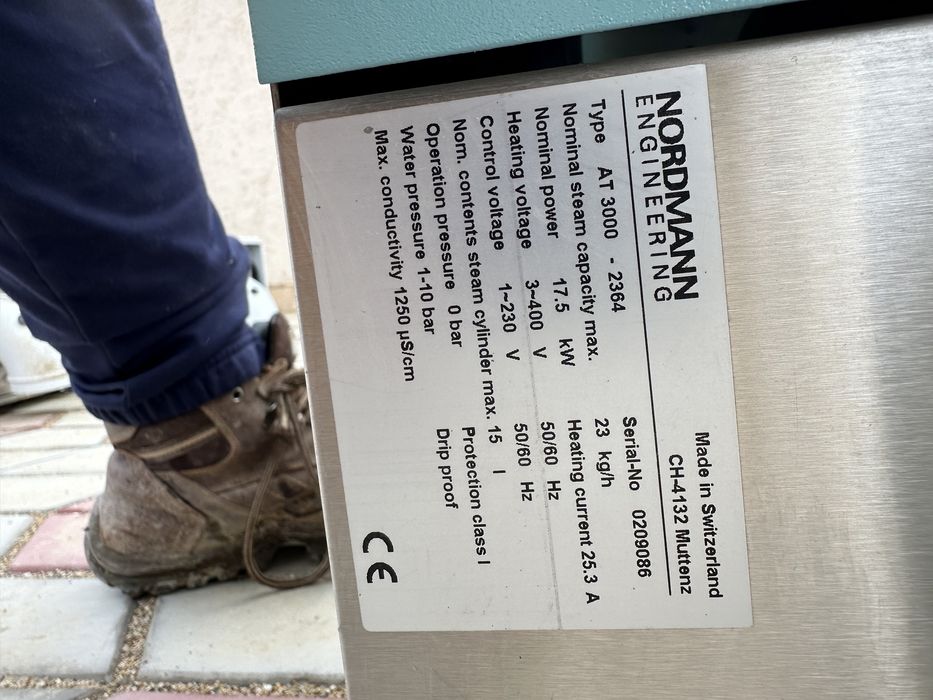 NORDMANN
ENGINEERING
Made in Switzerland
CH-4132 Muttenz
Type AT 3000 - 2364 Serial-No 0209086
Nominal steam capacity max. 23 kg/h
Nominal power 17.5 kW Heating current 25.3 A
Heating voltage 3~400 V 50/60 Hz
Control voltage 1~230 V 50/60 Hz
Nom. contents steam cylinder max. 15 l
Operation pressure 0 bar Protection class I
Water pressure 1-10 bar Drip proof
Max. conductivity 1250 µS/cm
CE